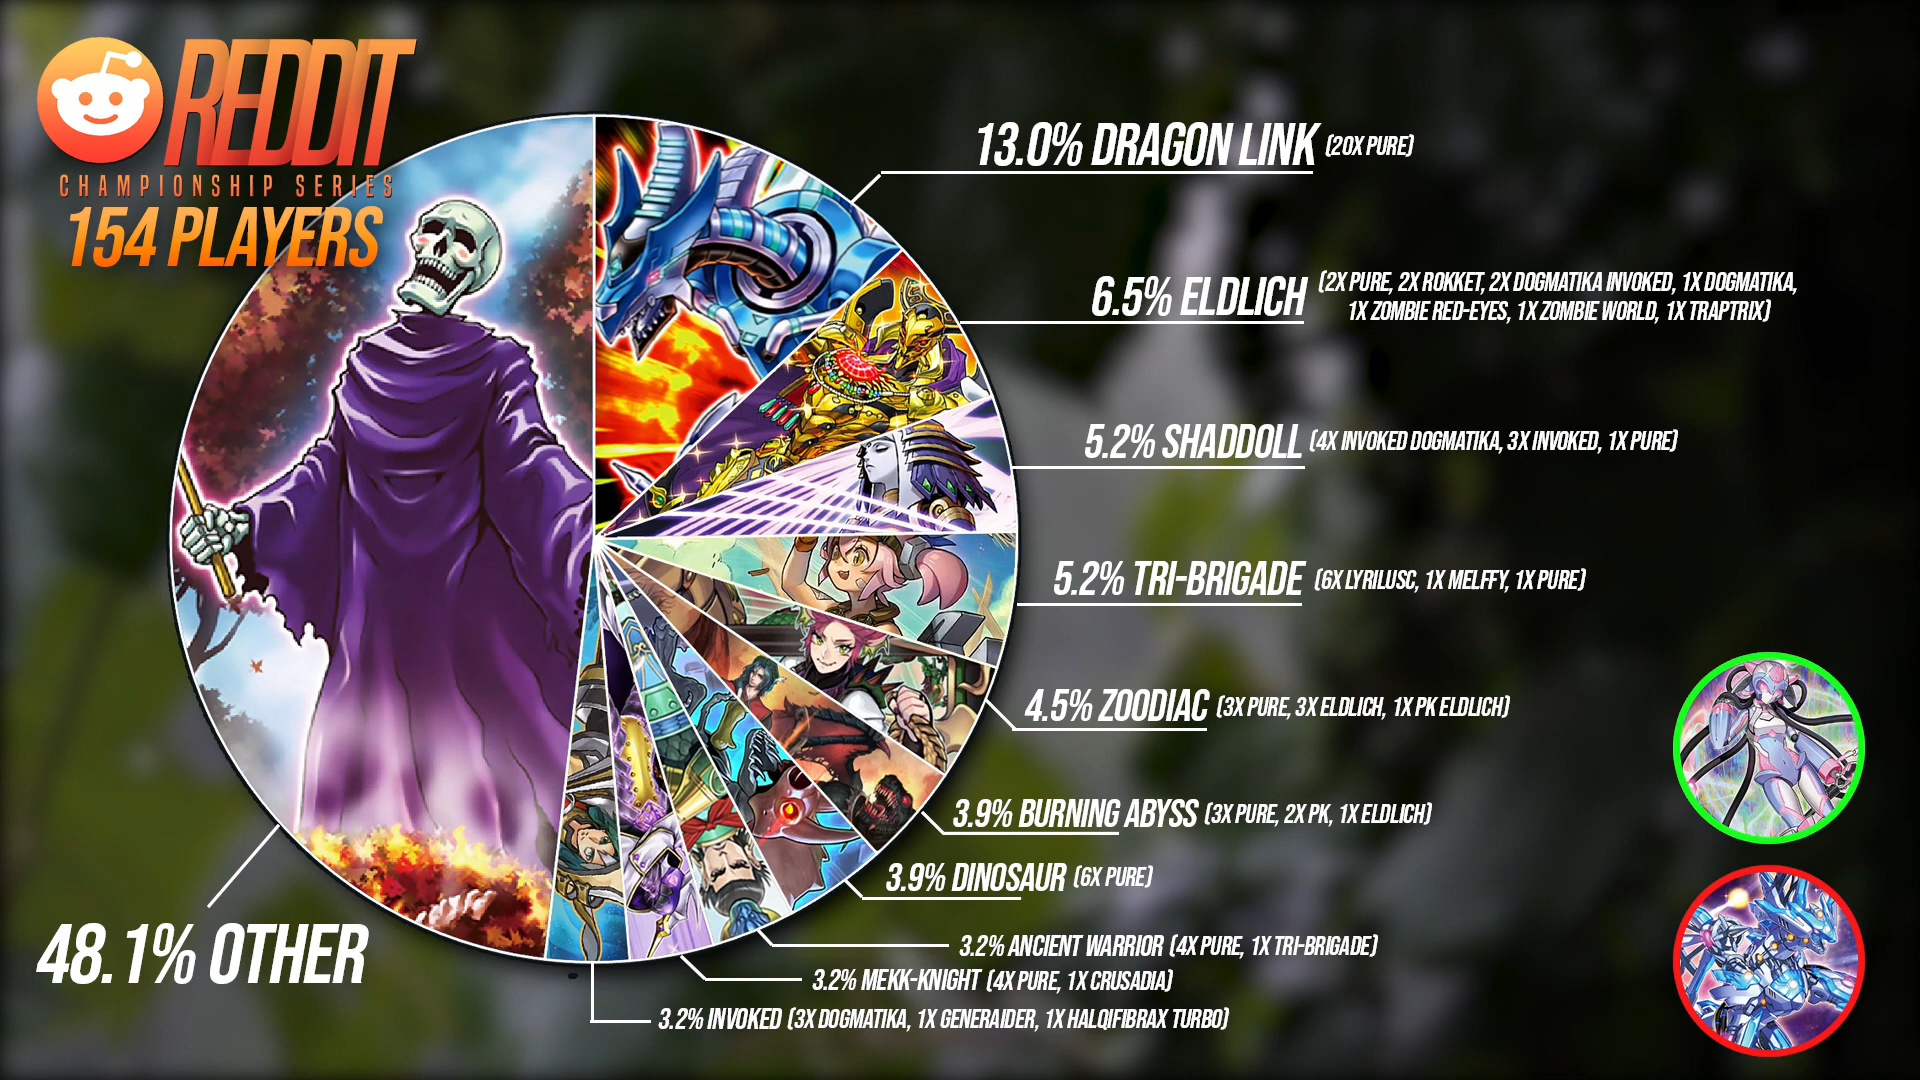 REDDIT
CHAMPIONSHIP SERIES
154 PLAYERS
13.0% DRAGON LINK (20X PURE)
6.5% ELDLICH (2X PURE, 2X ROKKET, 2X DOGMATIKA INVOKED, 1X DOGMATIKA,
1X ZOMBIE RED-EYES, 1X ZOMBIE WORLD, 1X TRAPTRIX)
5.2% SHADDOLL (4X INVOKED DOGMATIKA, 3X INVOKED, 1X PURE)
5.2% TRI-BRIGADE (6X LYRILUSC, 1X MELFFY, 1X PURE)
4.5% ZOODIAC (3X PURE, 3X ELDLICH, 1X PK ELDLICH)
3.9% BURNING ABYSS (3X PURE, 2X PK, 1X ELDLICH)
3.9% DINOSAUR (6X PURE)
3.2% ANCIENT WARRIOR (4X PURE, 1X TRI-BRIGADE)
3.2% MEKK-KNIGHT (4X PURE, 1X CRUSADIA)
3.2% INVOKED (3X DOGMATIKA, 1X GENERAIDER, 1X HALQIFIBRAX TURBO)
48.1% OTHER